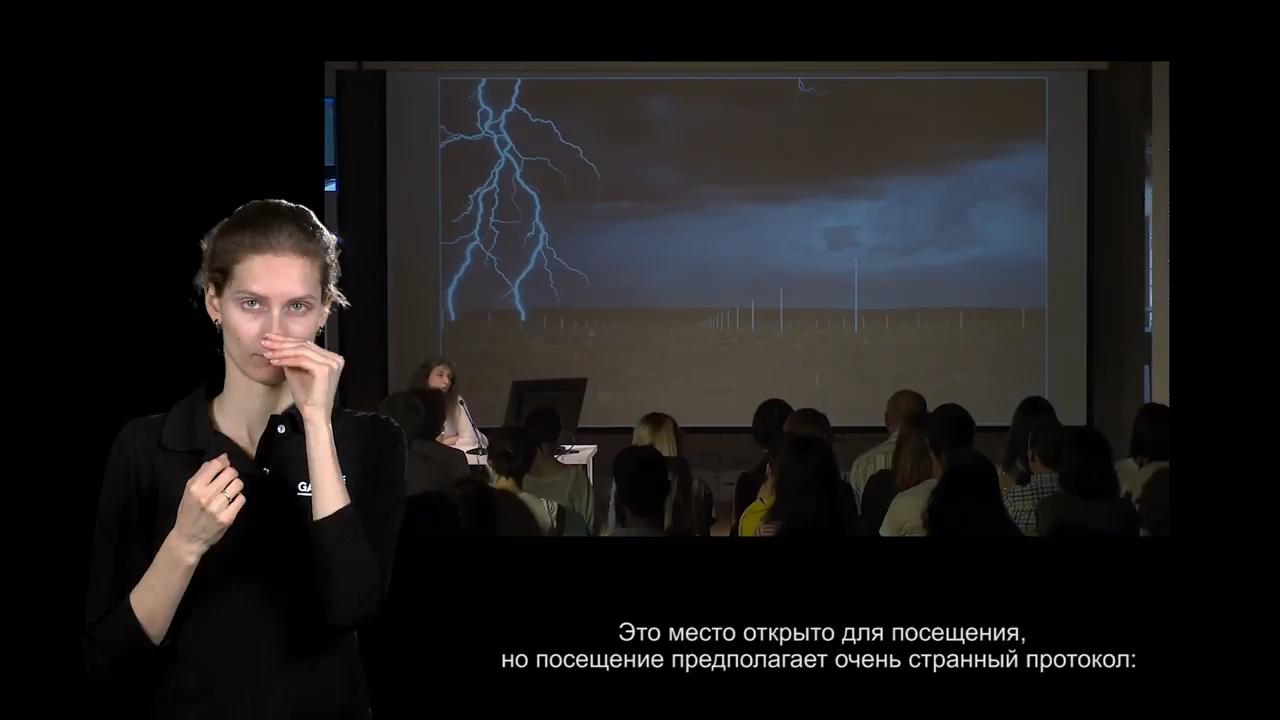 Это место открыто для посещения,
но посещение предполагает очень странный протокол: